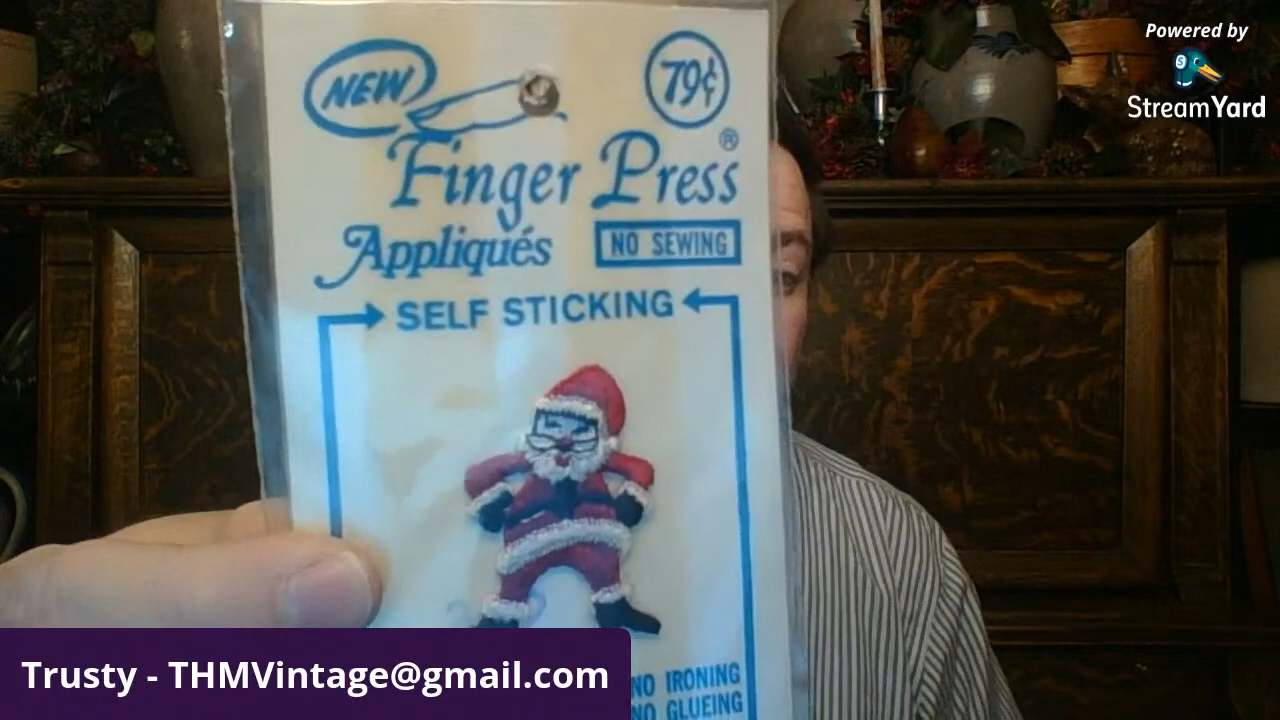 Powered by
StreamYard
NEW
79¢
Finger Press®
Appliqués
NO SEWING
SELF STICKING
NO IRONING
NO GLUEING
Trusty - THMVintage@gmail.com